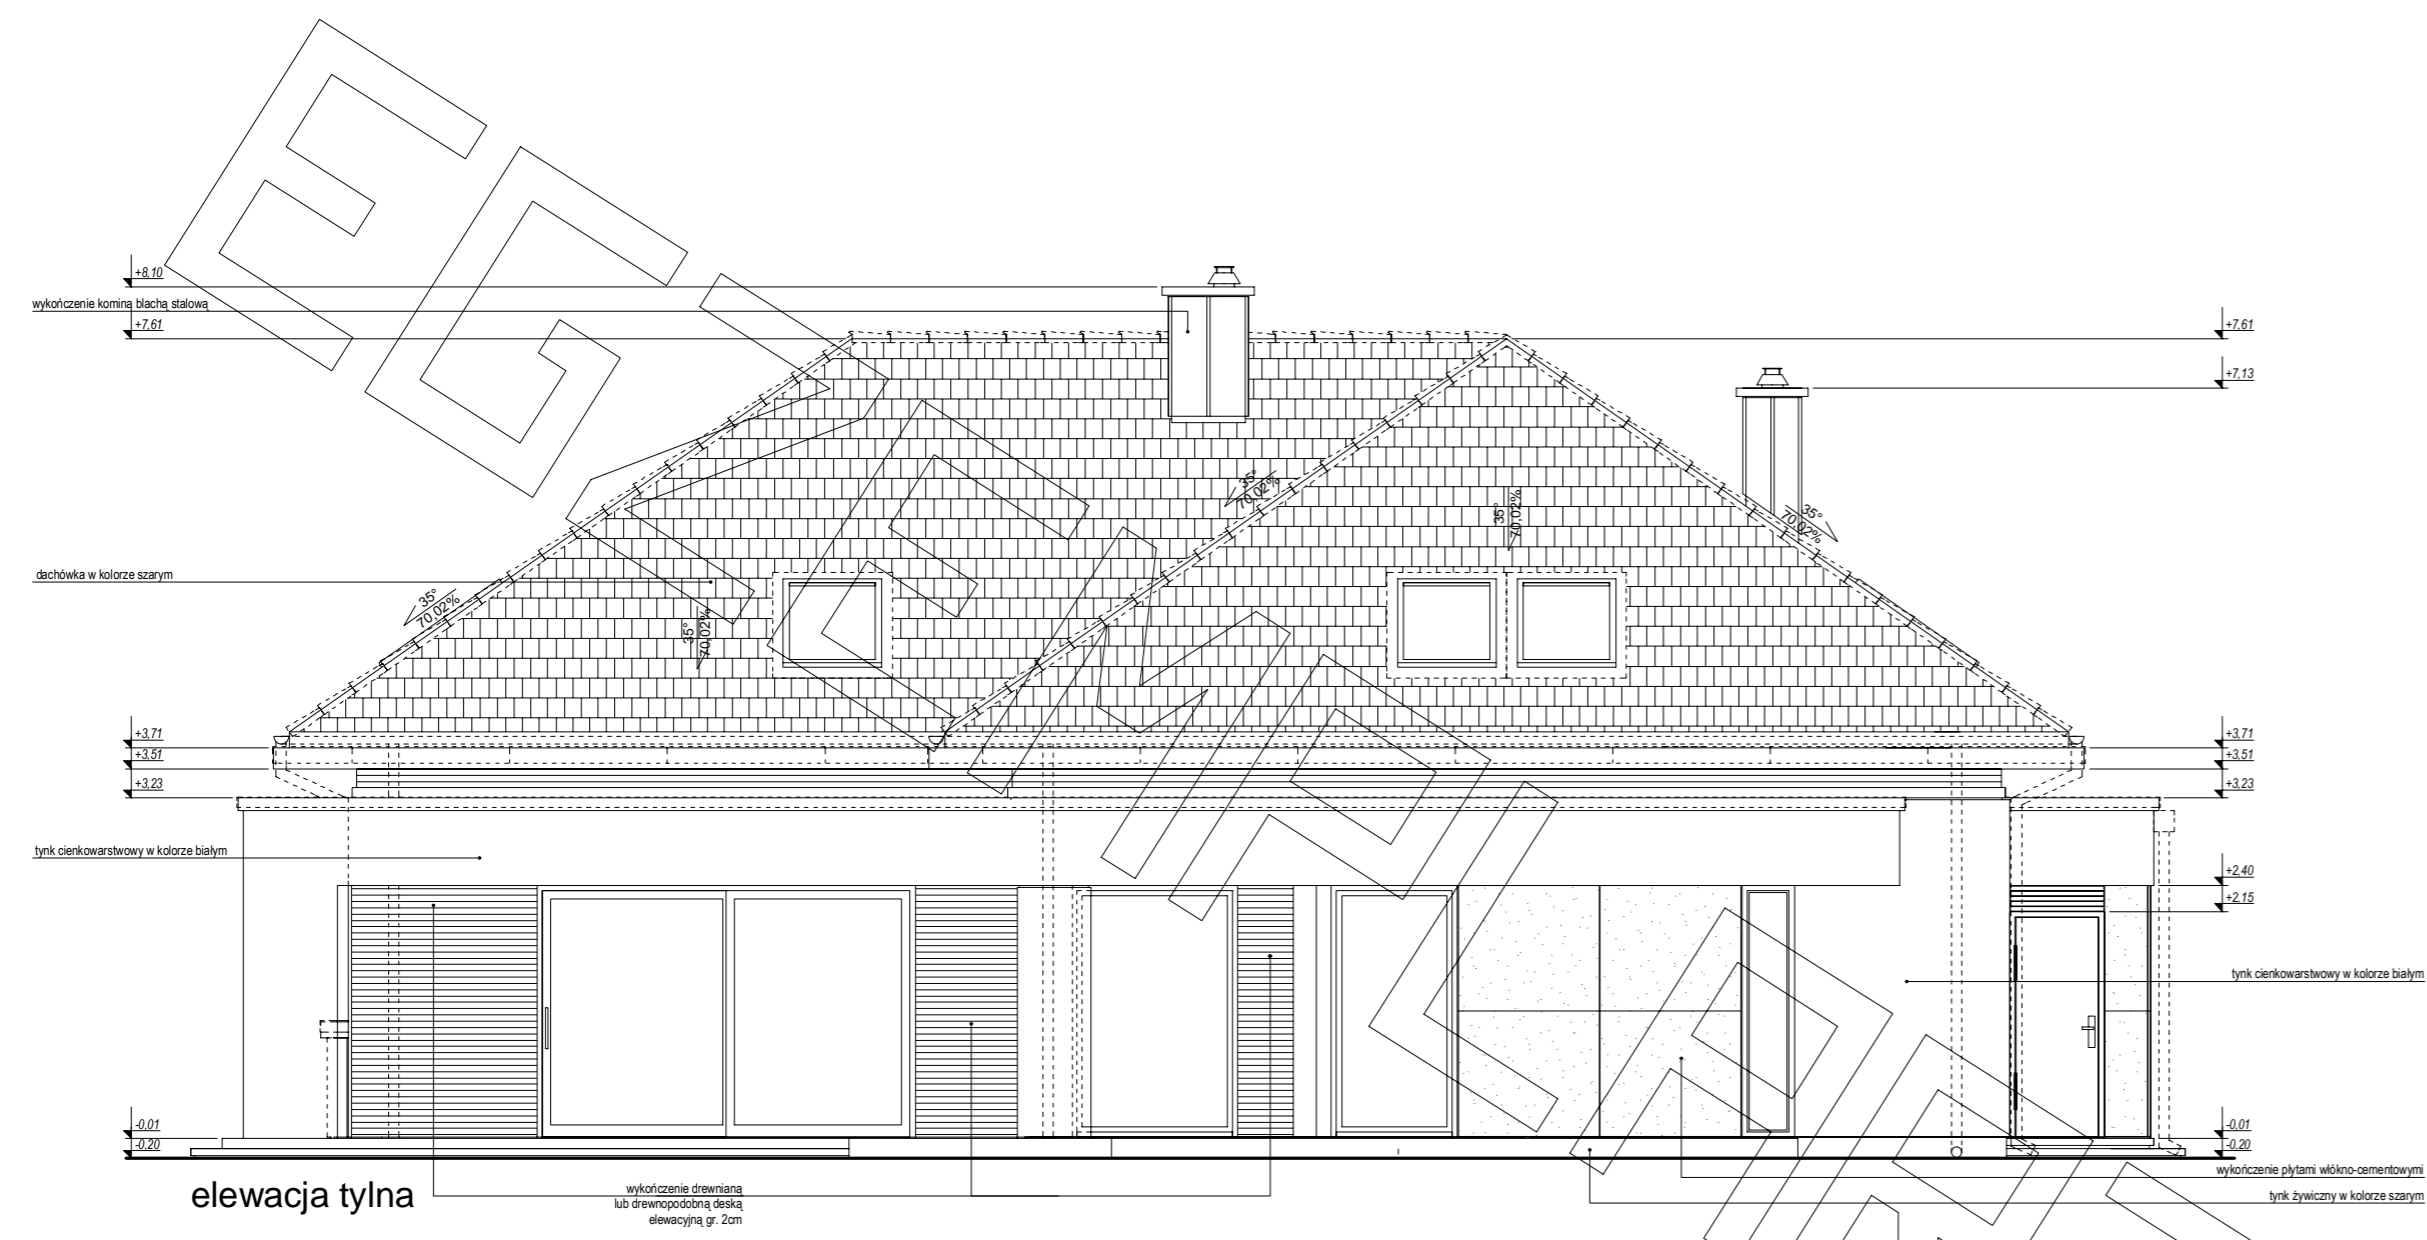 +8,10
wykończenie komina blachą stalową
+7,61
+7,61
+7,13
35°
70,02%
35°
70,02%
35°
70,02%
dachówka w kolorze szarym
35°
70,02%
35°
70,02%
+3,71
+3,51
+3,23
+3,71
+3,51
+3,23
tynk cienkowarstwowy w kolorze białym
+2,40
+2,15
tynk cienkowarstwowy w kolorze białym
-0,01
-0,20
-0,01
-0,20
elewacja tylna
wykończenie drewnianą
lub drewnopodobną deską
elewacyjną gr. 2cm
wykończenie płytami włókno-cementowymi
tynk żywiczny w kolorze szarym